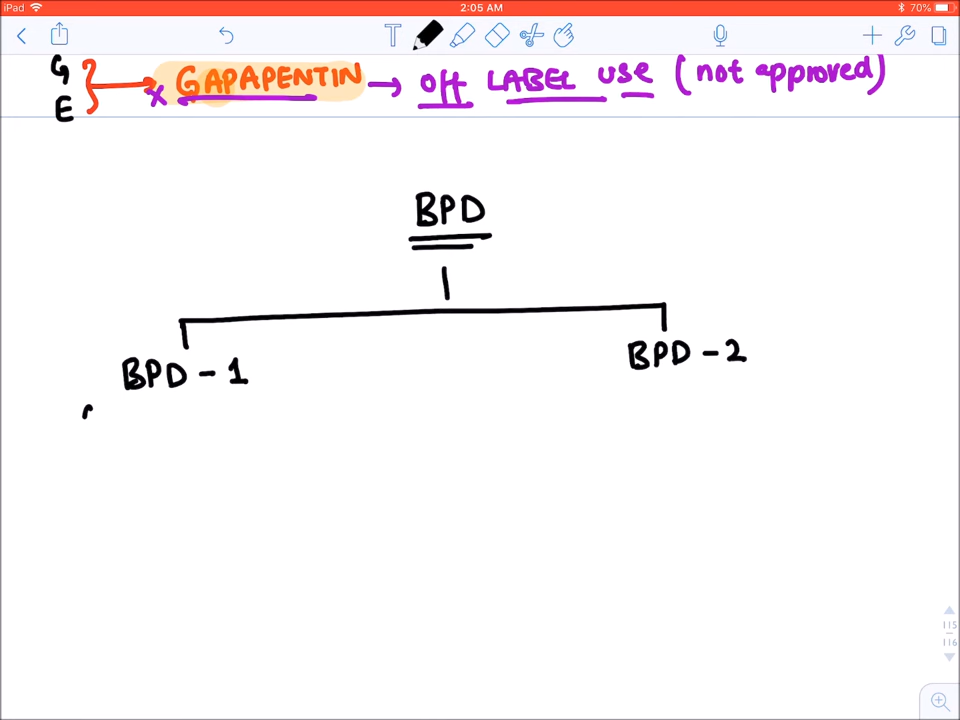 iPad 2:05 AM 70%
T
G
GAPAPENTIN → off LABEL use (not approved)
x
E
BPD
BPD - 1
BPD - 2
115
116